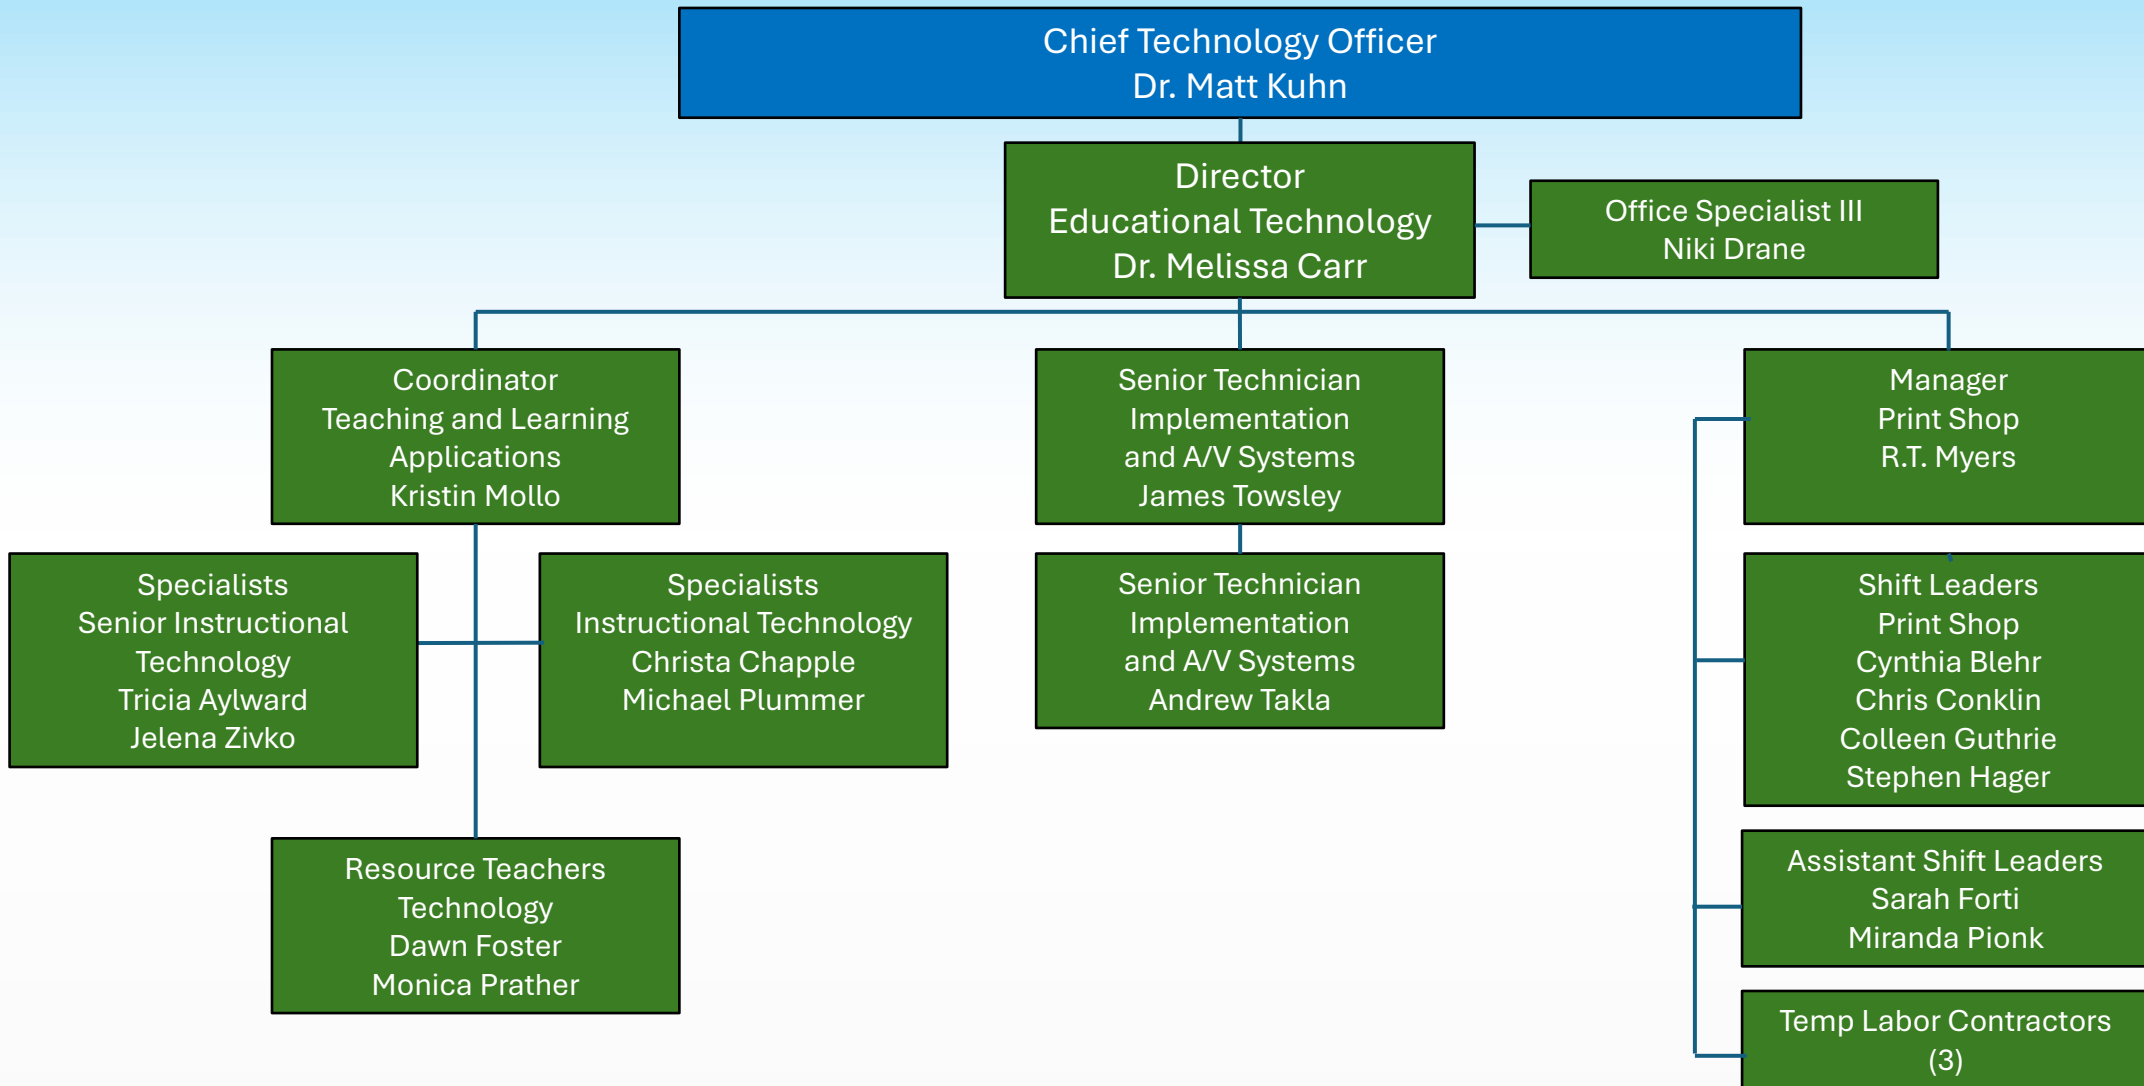 Chief Technology Officer
Dr. Matt Kuhn
Director
Educational Technology
Dr. Melissa Carr
Office Specialist III
Niki Drane
Coordinator
Teaching and Learning
Applications
Kristin Mollo
Senior Technician
Implementation
and A/V Systems
James Towsley
Manager
Print Shop
R.T. Myers
Specialists
Senior Instructional
Technology
Tricia Aylward
Jelena Zivko
Specialists
Instructional Technology
Christa Chapple
Michael Plummer
Senior Technician
Implementation
and A/V Systems
Andrew Takla
Shift Leaders
Print Shop
Cynthia Blehr
Chris Conklin
Colleen Guthrie
Stephen Hager
Resource Teachers
Technology
Dawn Foster
Monica Prather
Assistant Shift Leaders
Sarah Forti
Miranda Pionk
Temp Labor Contractors
(3)